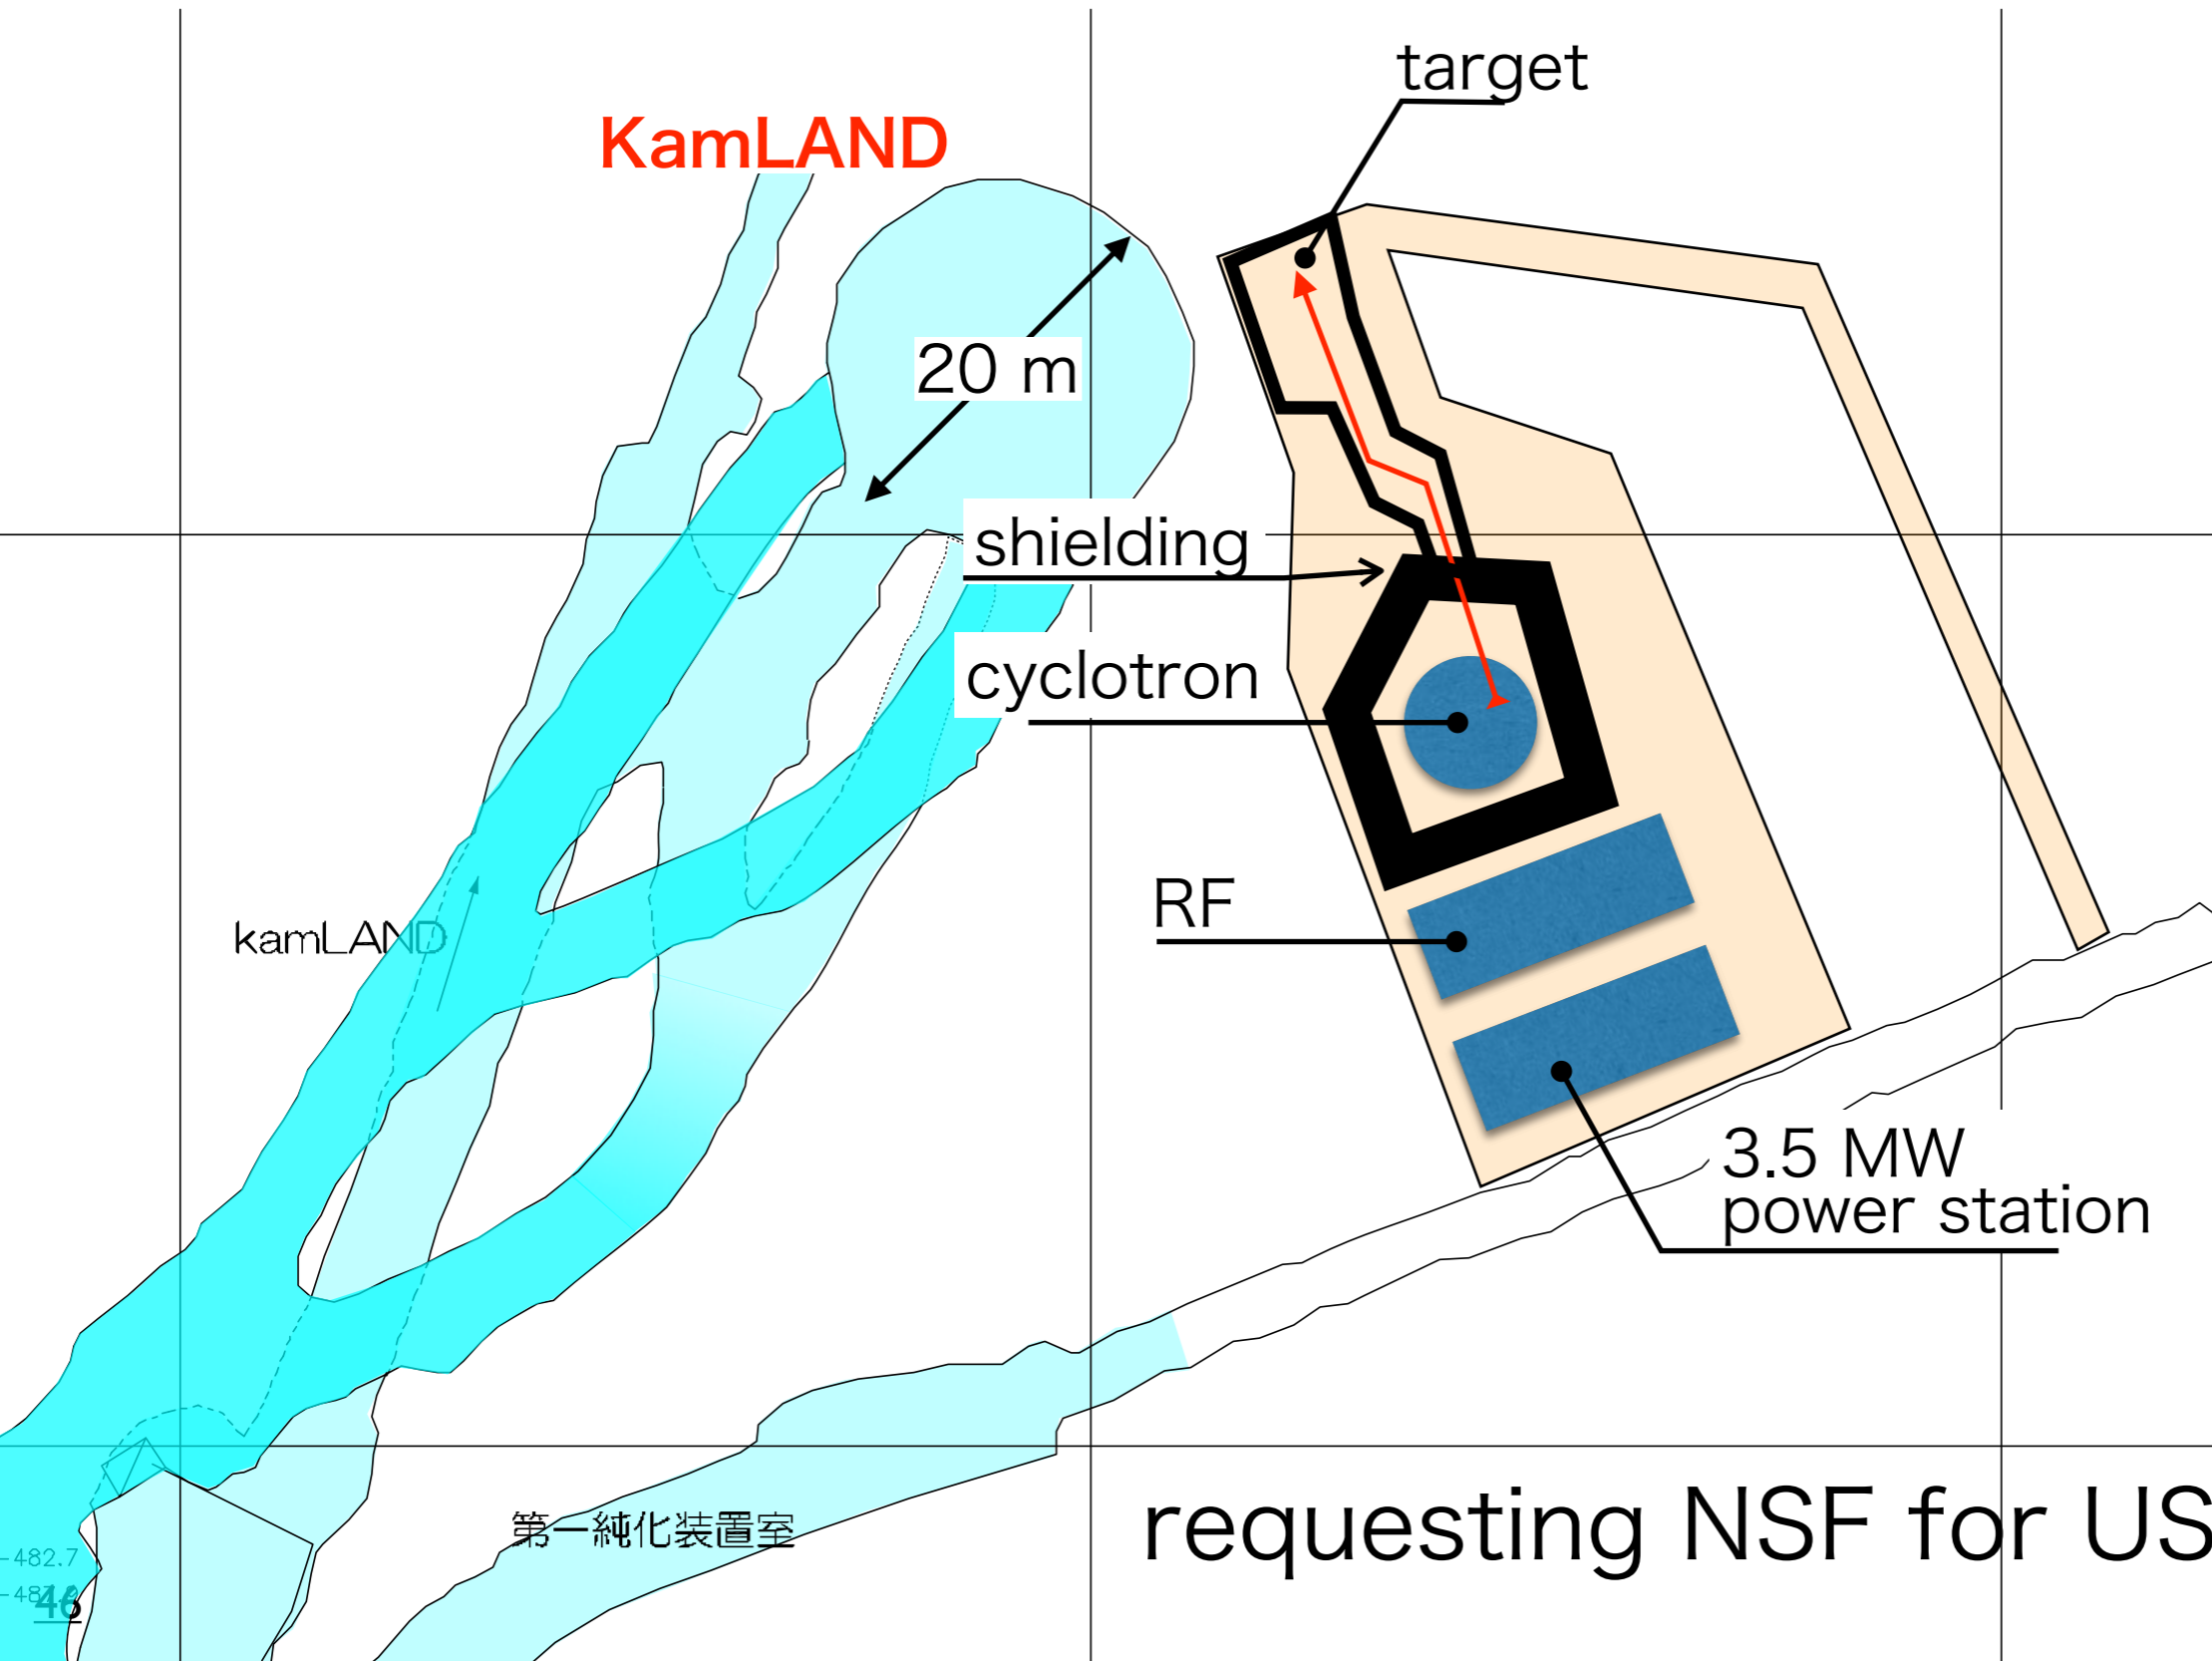 target
KamLAND
20 m
shielding
cyclotron
RF
kamLAND
3.5 MW
power station
requesting NSF for US
第一純化装置室
-482.7
46